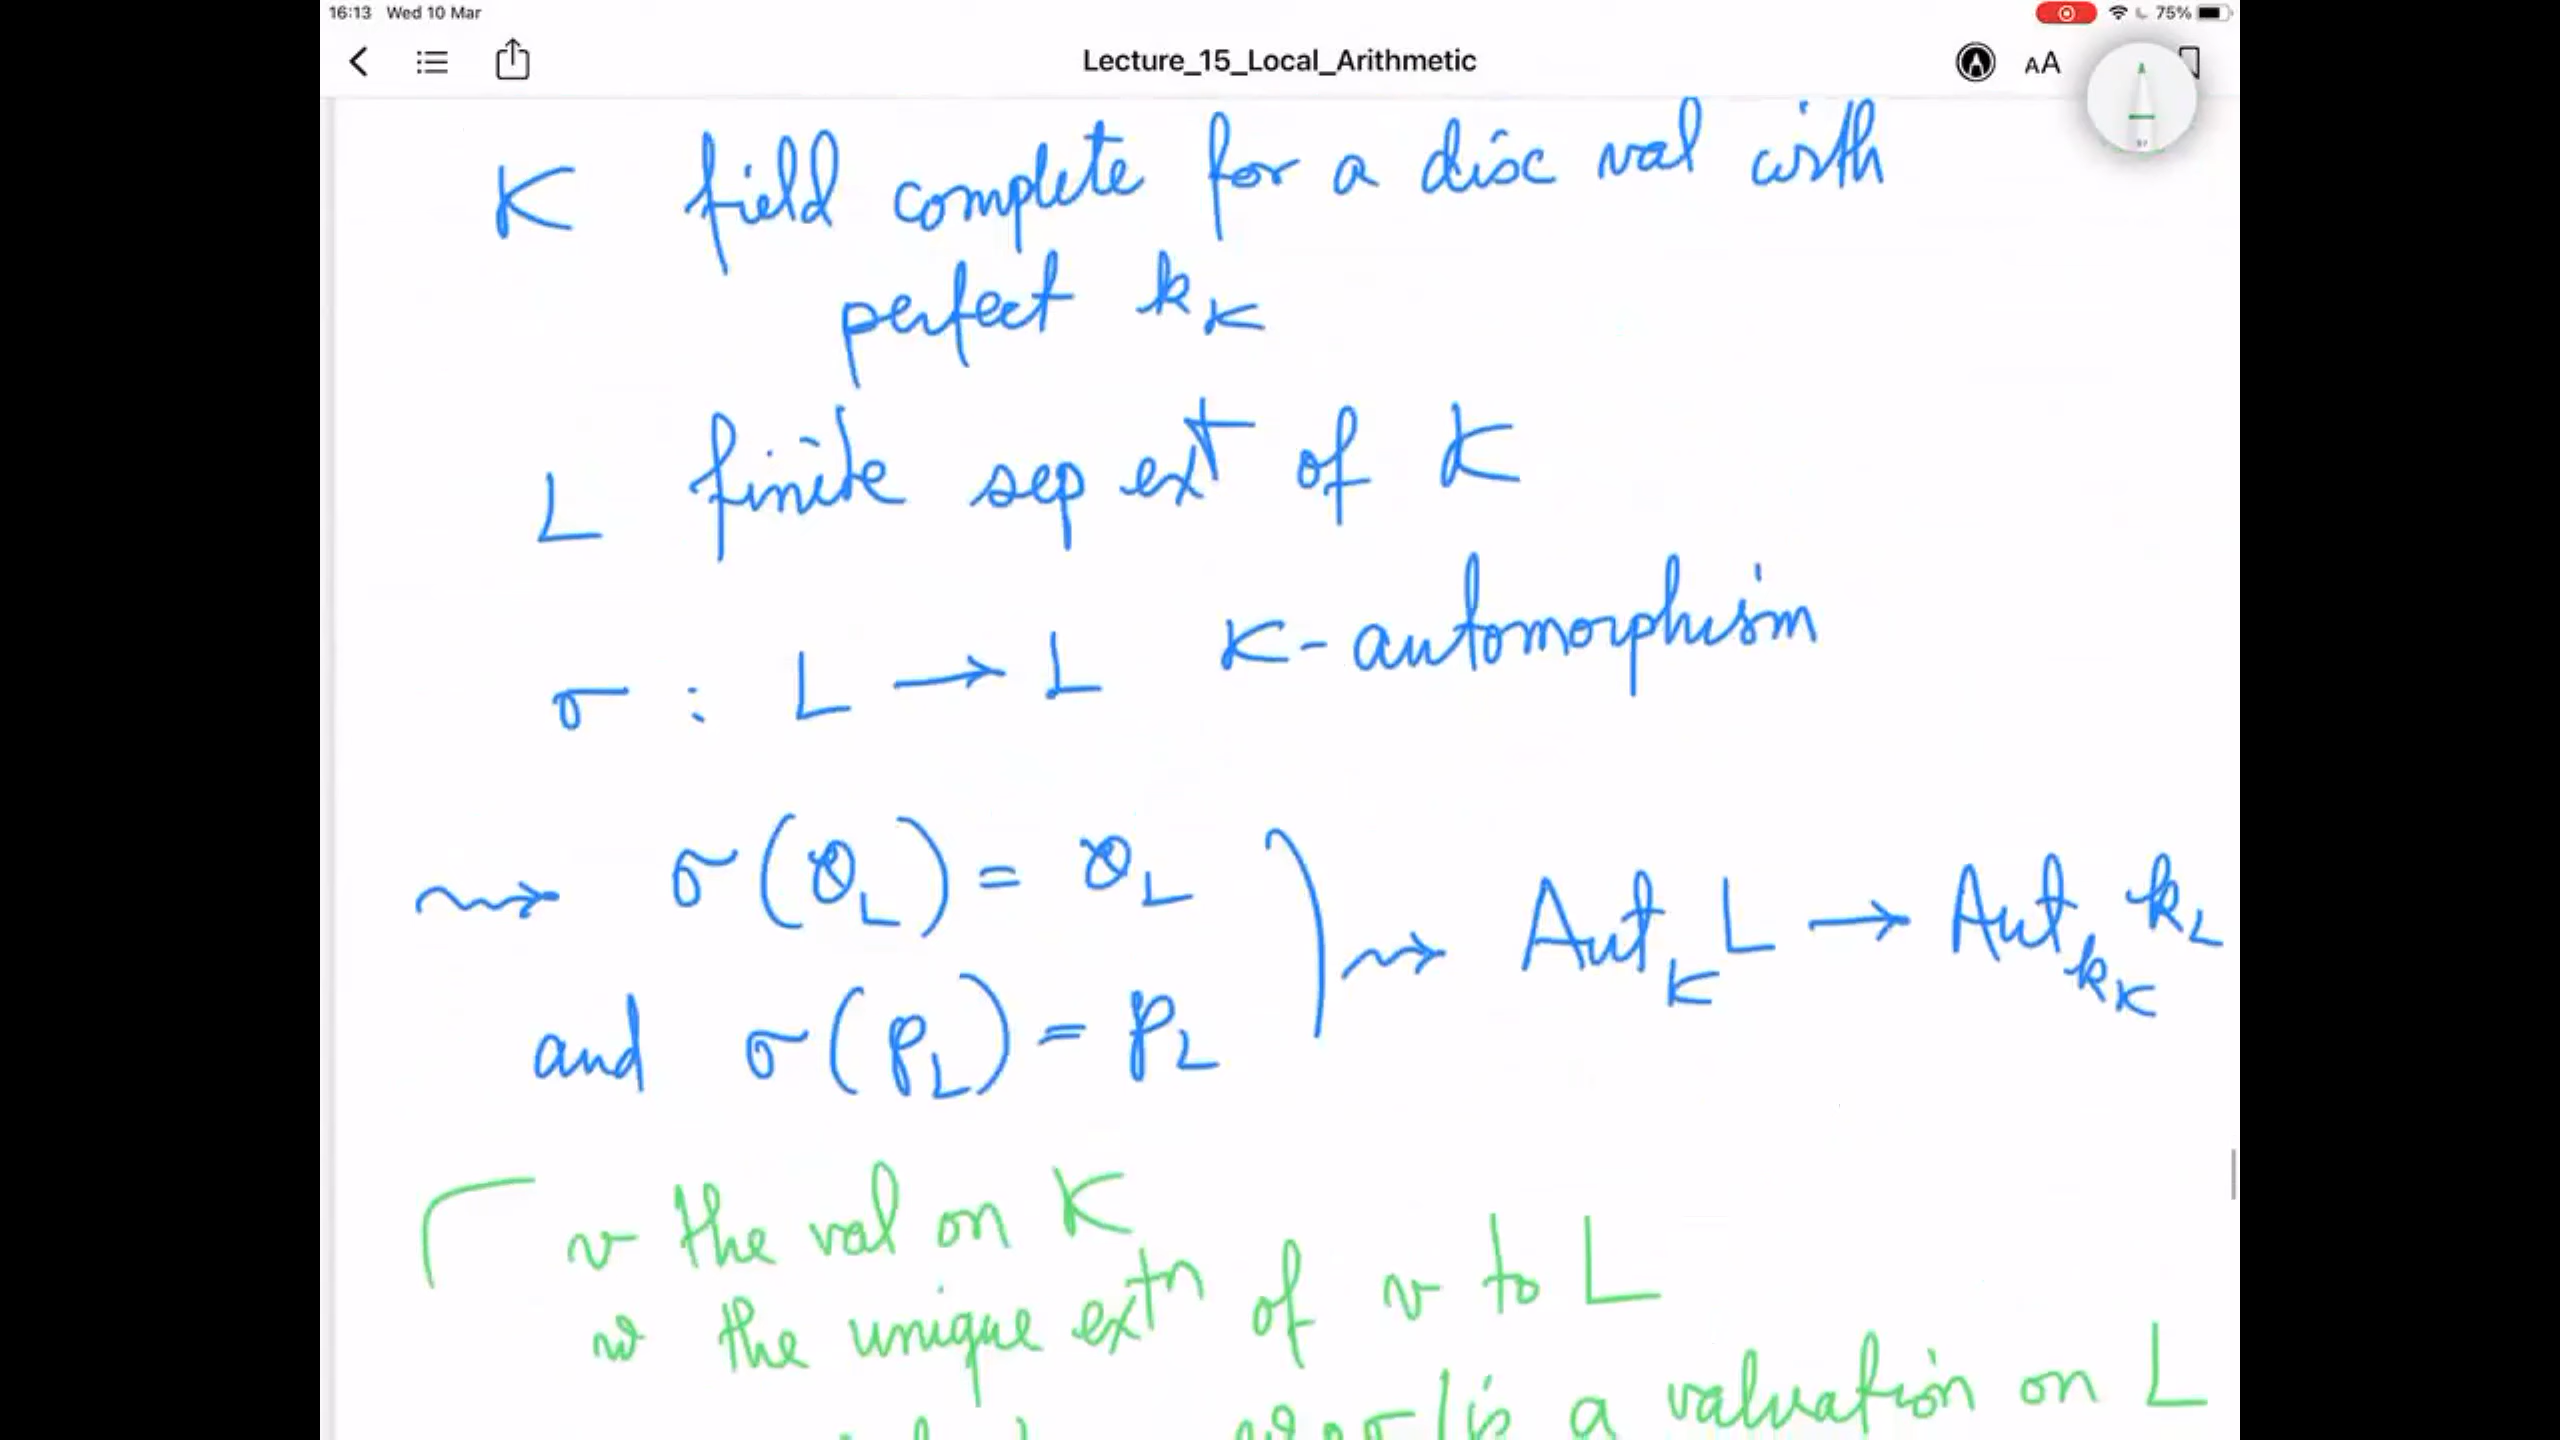 16:13 Wed 10 Mar 75%
Lecture_15_Local_Arithmetic AA
K field complete for a disc val with
perfect k_K
L finite sep ext of K
σ : L → L K-automorphism
⇝ σ(O_L) = O_L
and σ(p_L) = p_L ⇝ Aut_K L → Aut_{k_K} k_L
v the val on K
w the unique extn of v to L
w∘σ is a valuation on L